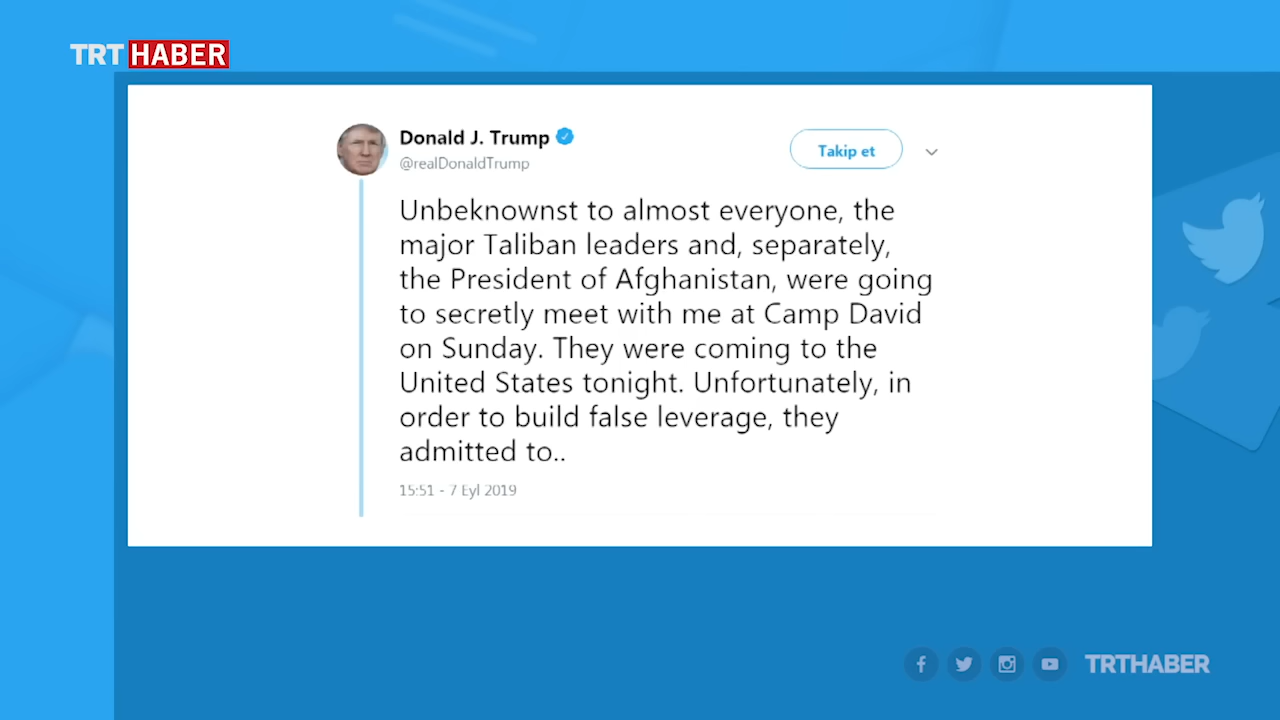 TRT HABER
Donald J. Trump
@realDonaldTrump
Takip et
Unbeknownst to almost everyone, the
major Taliban leaders and, separately,
the President of Afghanistan, were going
to secretly meet with me at Camp David
on Sunday. They were coming to the
United States tonight. Unfortunately, in
order to build false leverage, they
admitted to..
15:51 - 7 Eyl 2019
TRTHABER